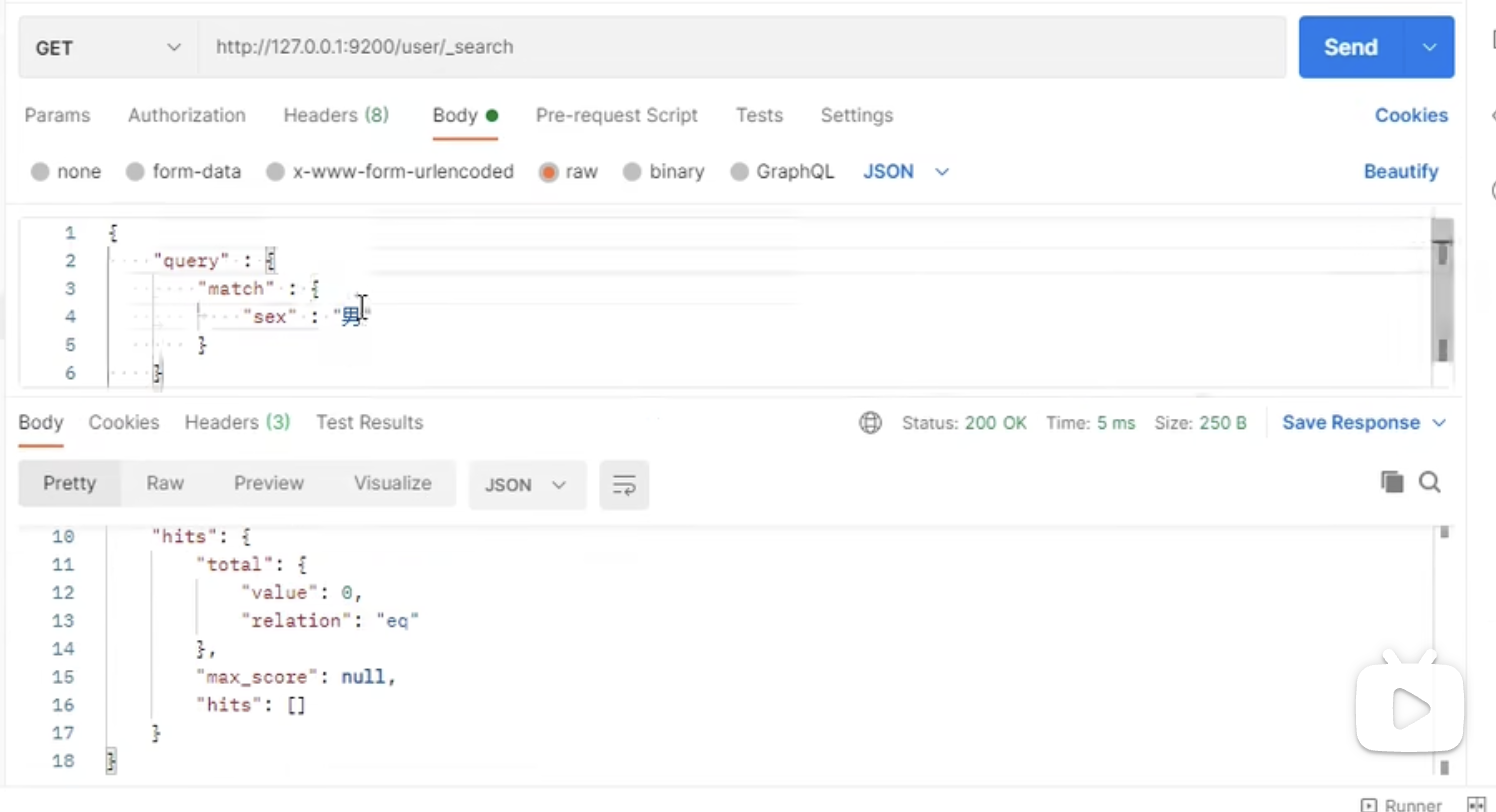 GET http://127.0.0.1:9200/user/_search Send
Params Authorization Headers (8) Body Pre-request Script Tests Settings Cookies
none form-data x-www-form-urlencoded raw binary GraphQL JSON Beautify
1 {
2 "query" : {
3 "match" : {
4 "sex" : "男"
5 }
6 }
Body Cookies Headers (3) Test Results Status: 200 OK Time: 5 ms Size: 250 B Save Response
Pretty Raw Preview Visualize JSON
10 "hits": {
11 "total": {
12 "value": 0,
13 "relation": "eq"
14 },
15 "max_score": null,
16 "hits": []
17 }
18 }
Runner